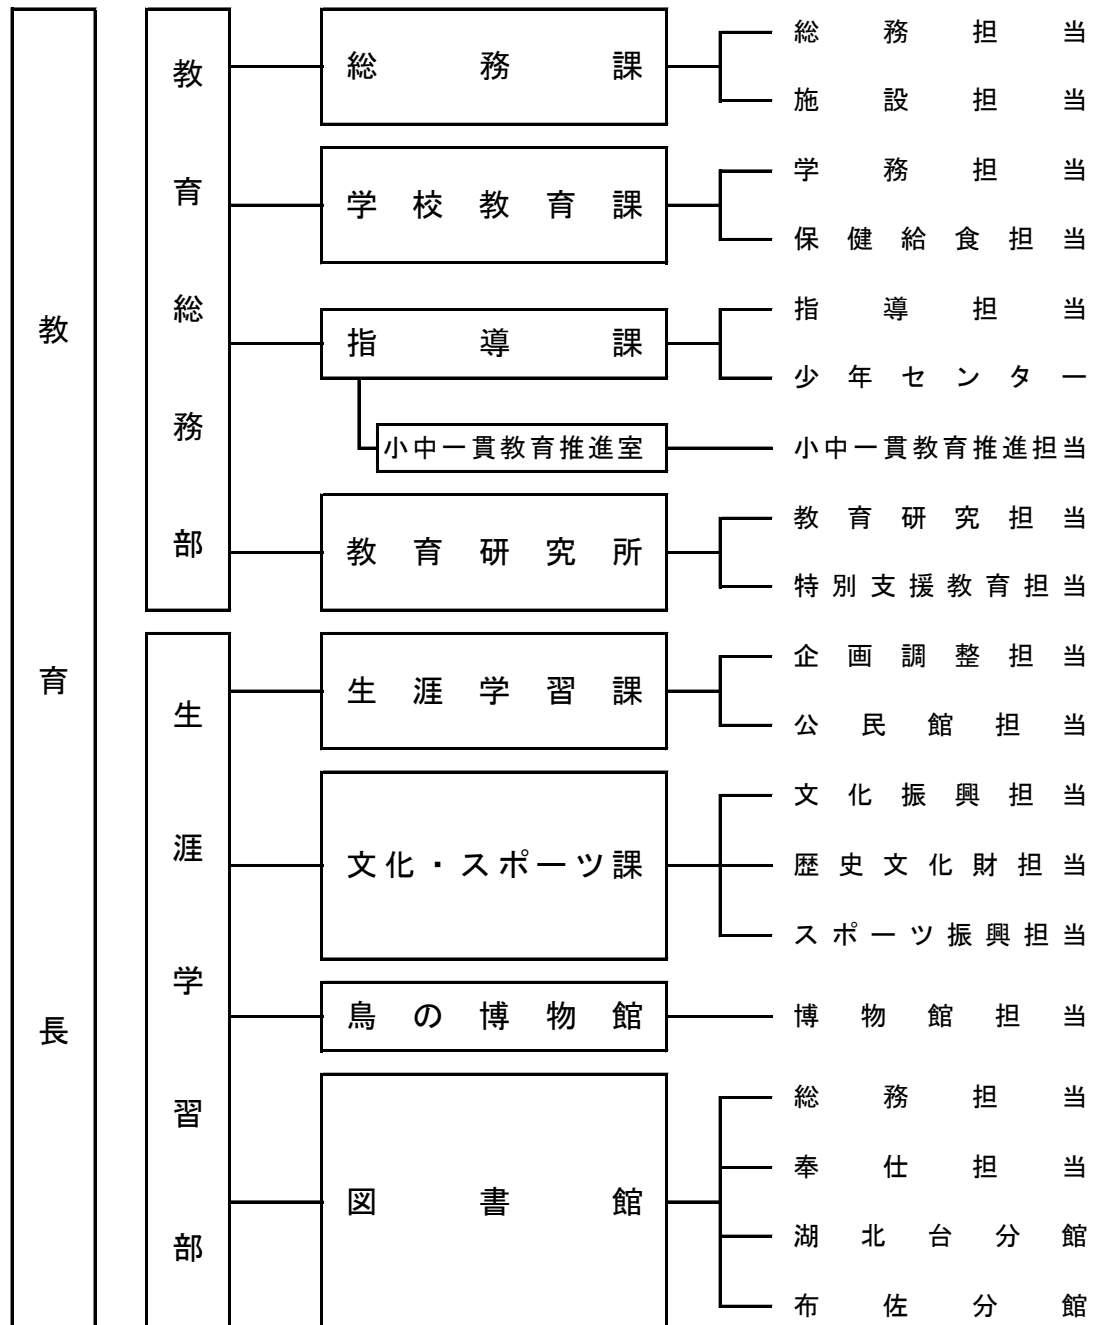 教育長
教育総務部
総務課
総務担当
施設担当
学校教育課
学務担当
保健給食担当
指導課
指導担当
少年センター
小中一貫教育推進室
小中一貫教育推進担当
教育研究所
教育研究担当
特別支援教育担当
生涯学習部
生涯学習課
企画調整担当
公民館担当
文化・スポーツ課
文化振興担当
歴史文化財担当
スポーツ振興担当
鳥の博物館
博物館担当
図書館
総務担当
奉仕担当
湖北台分館
布佐分館